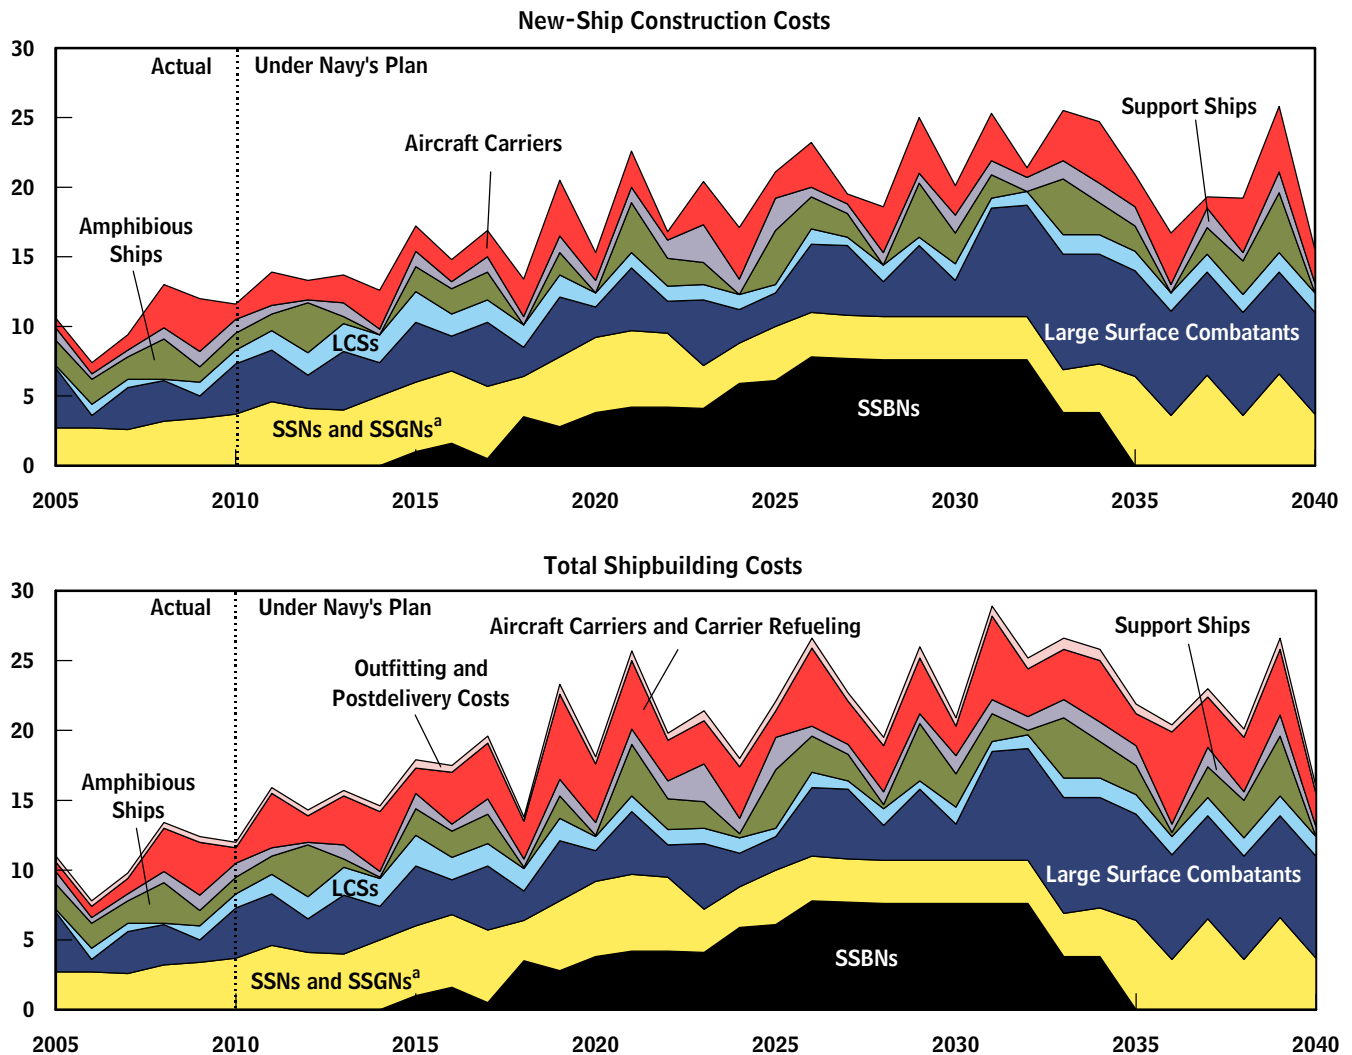 New-Ship Construction Costs
30
Actual
Under Navy's Plan
25
Support Ships
Aircraft Carriers
20
Amphibious
Ships
15
10
LCSs
Large Surface Combatants
5
SSNs and SSGNsᵃ
SSBNs
0
2005 2010 2015 2020 2025 2030 2035 2040
Total Shipbuilding Costs
30
Actual
Under Navy's Plan
Aircraft Carriers and Carrier Refueling
Support Ships
25
Outfitting and
Postdelivery Costs
20
Amphibious
Ships
15
10
LCSs
Large Surface Combatants
5
SSNs and SSGNsᵃ
SSBNs
0
2005 2010 2015 2020 2025 2030 2035 2040